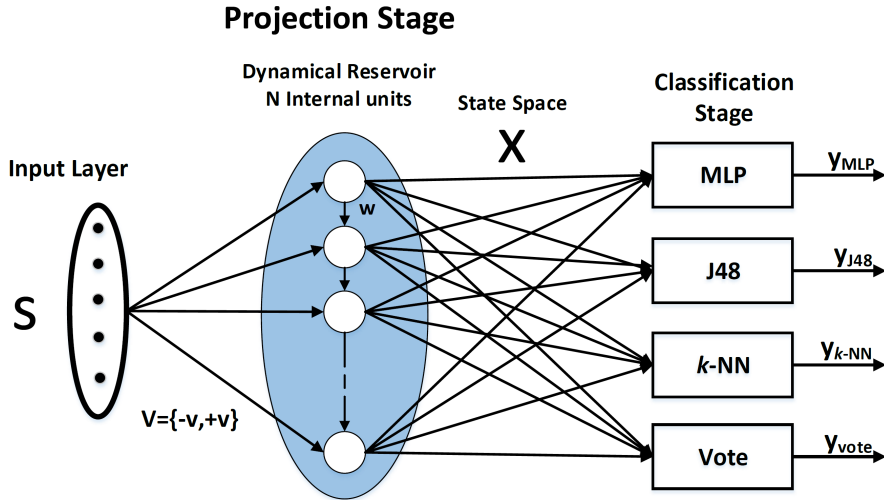 Projection Stage
Dynamical Reservoir
N Internal units
State Space
X
Classification
Stage
Input Layer
S
V={-v,+v}
w
MLP
yMLP
J48
yJ48
k-NN
yk-NN
Vote
yvote